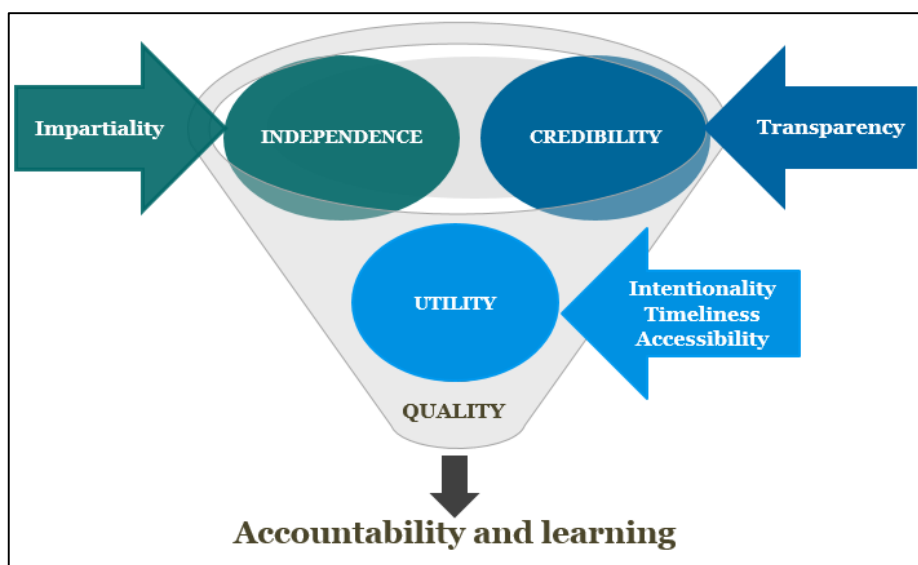 Impartiality
INDEPENDENCE
CREDIBILITY
Transparency
UTILITY
Intentionality
Timeliness
Accessibility
QUALITY
Accountability and learning